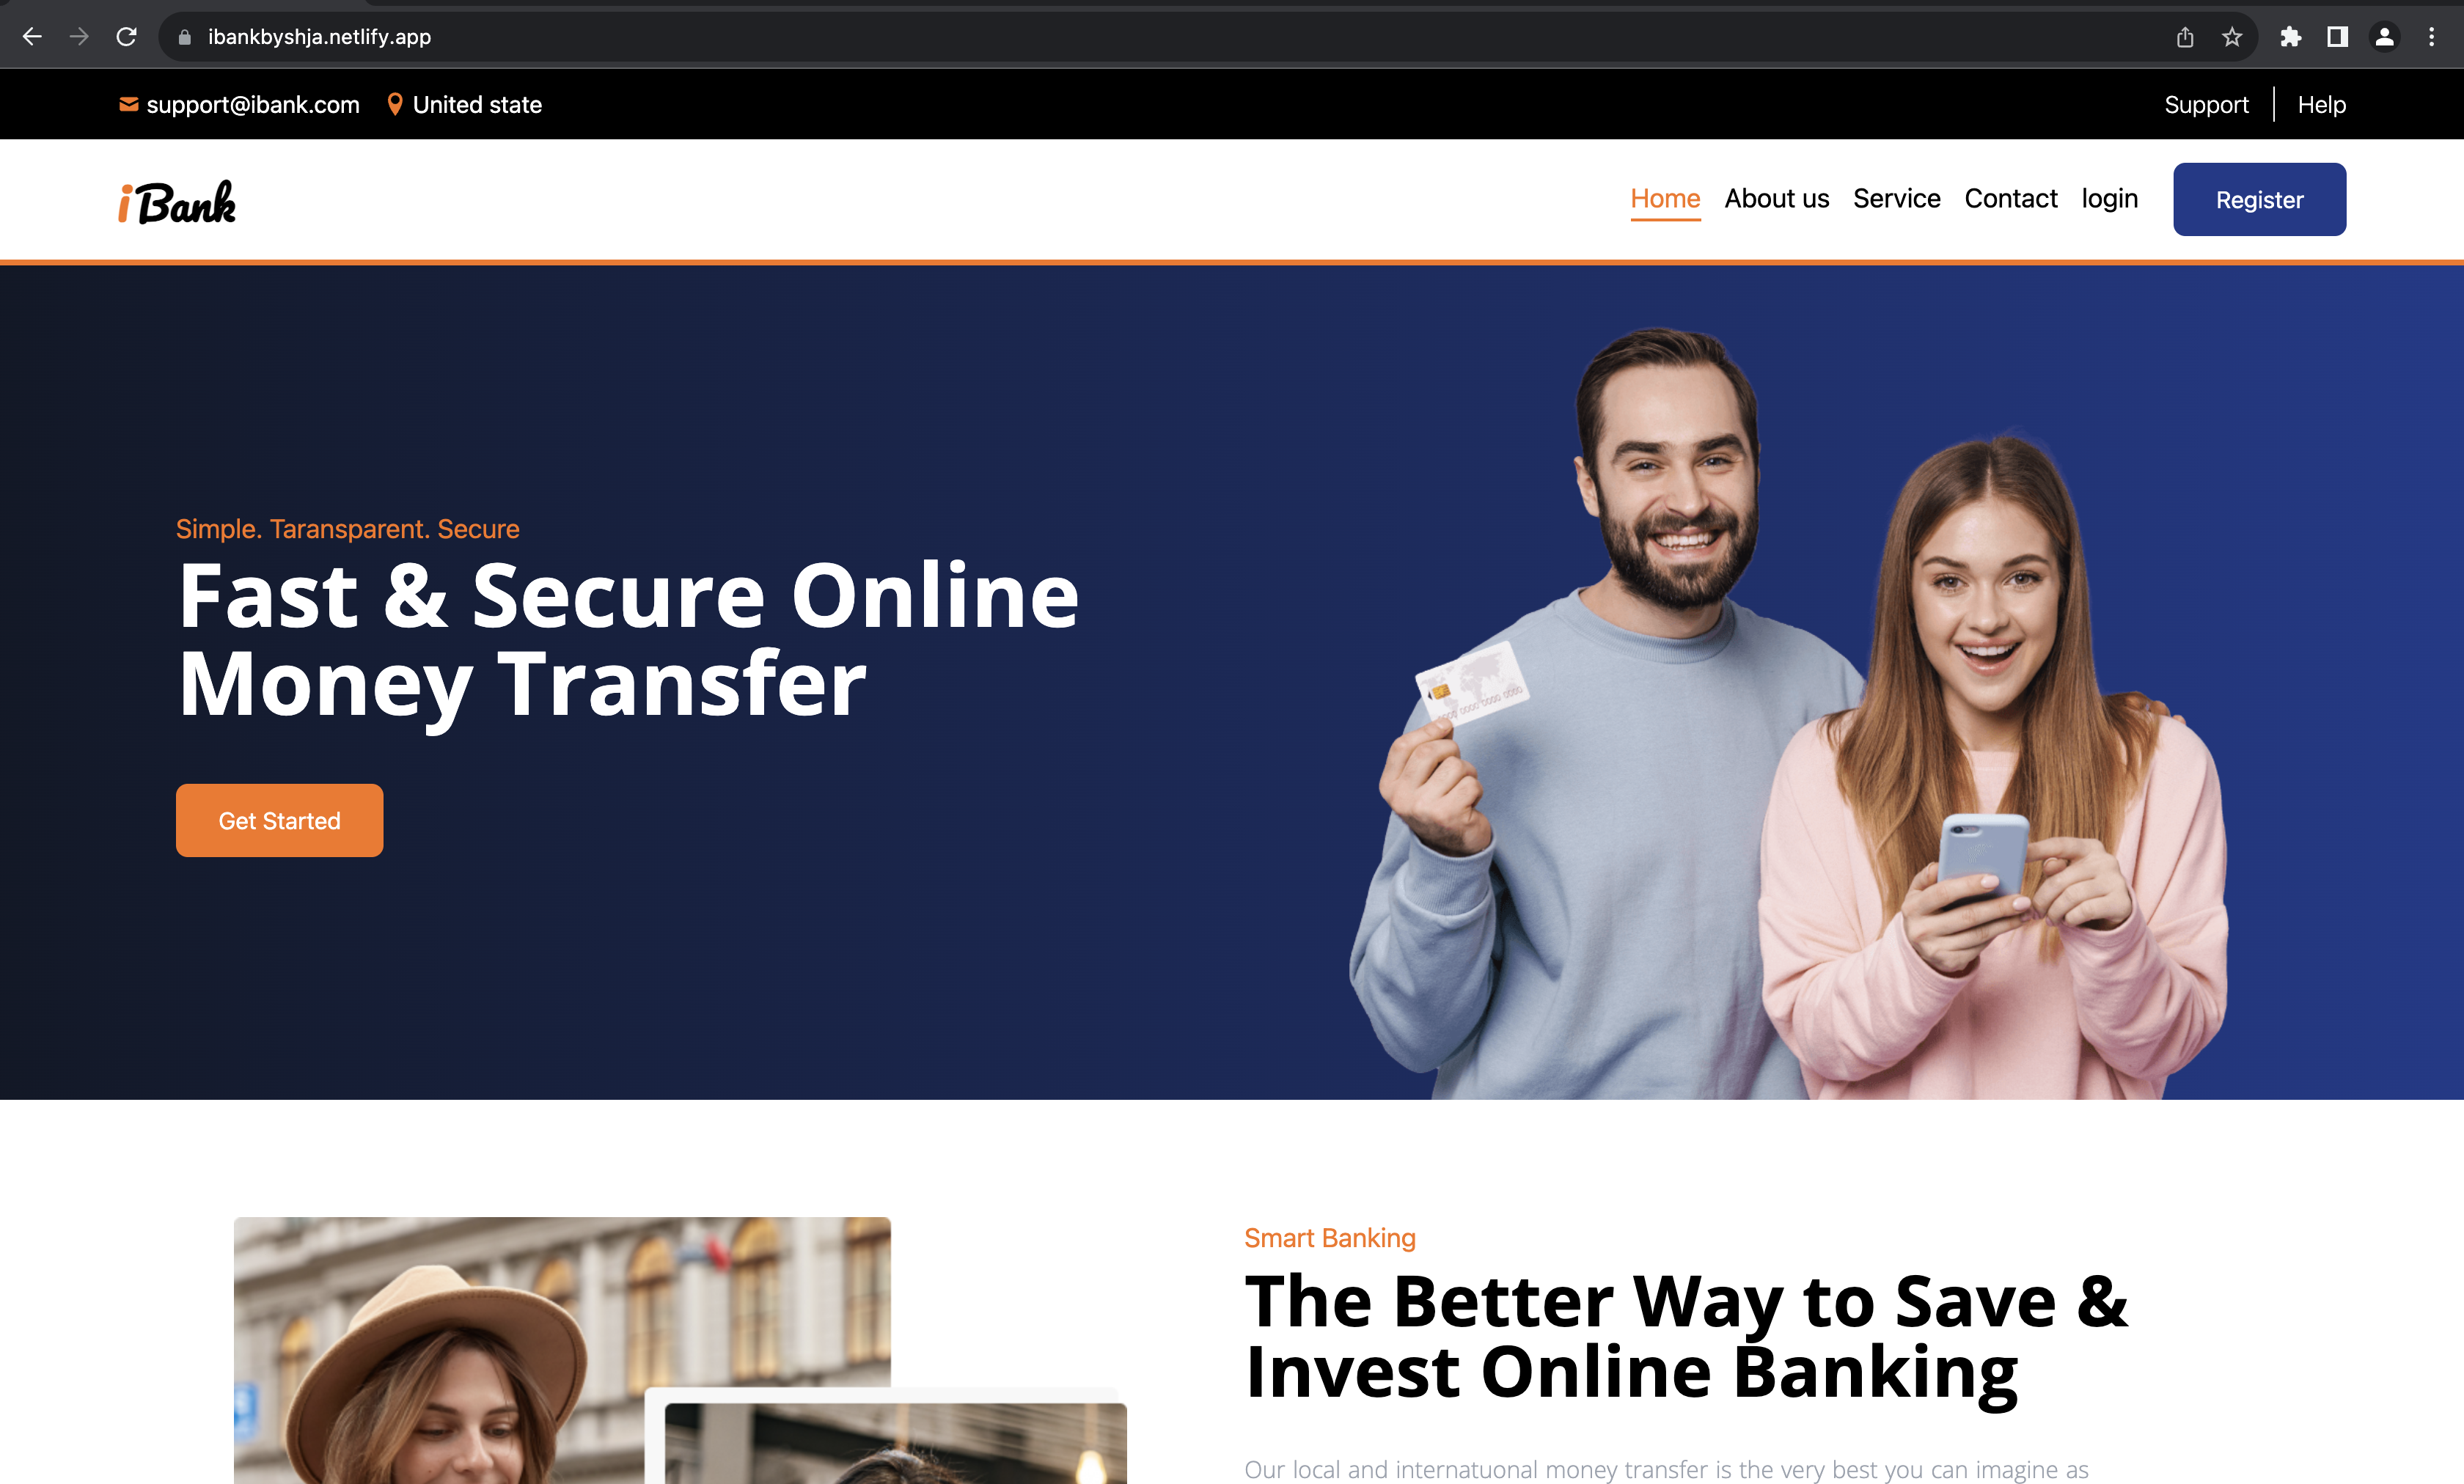 ibankbyshja.netlify.app
support@ibank.com United state Support Help
iBank Home About us Service Contact login Register
Simple. Taransparent. Secure
Fast & Secure Online
Money Transfer
Get Started
Smart Banking
The Better Way to Save &
Invest Online Banking
Our local and internatuonal money transfer is the very best you can imagine as